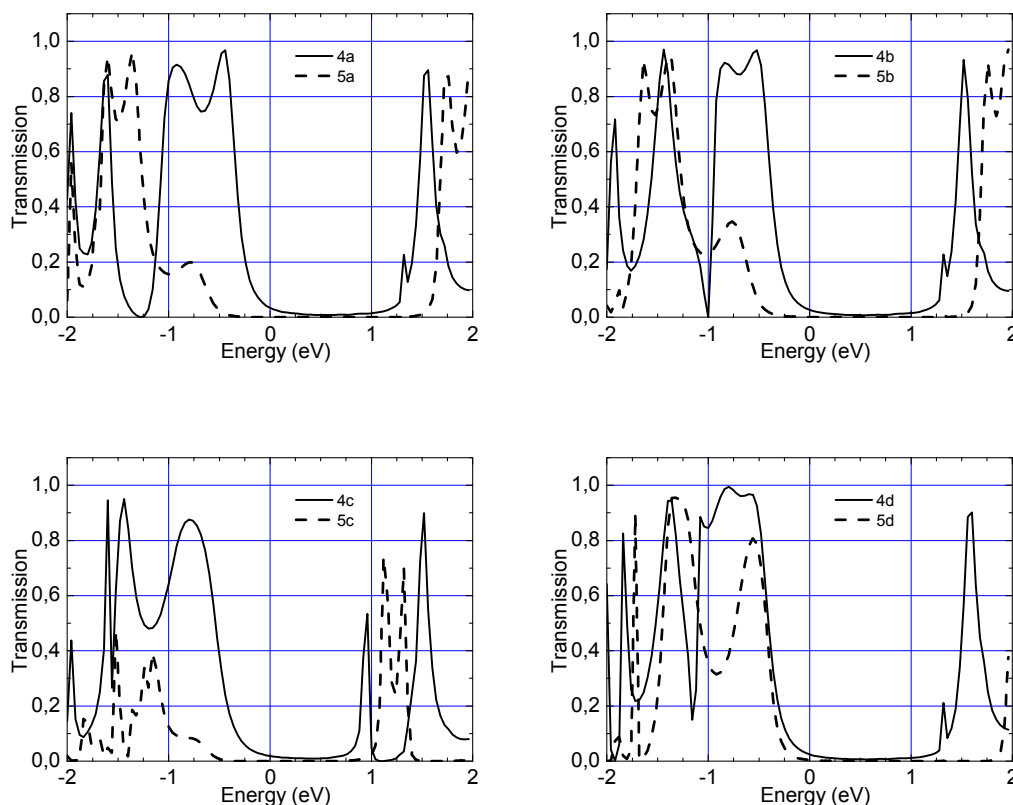 1,0
0,8
0,6
0,4
0,2
0,0
Transmission
4a
5a
-2 -1 0 1 2
Energy (eV)
1,0
0,8
0,6
0,4
0,2
0,0
Transmission
4b
5b
-2 -1 0 1 2
Energy (eV)
1,0
0,8
0,6
0,4
0,2
0,0
Transmission
4c
5c
-2 -1 0 1 2
Energy (eV)
1,0
0,8
0,6
0,4
0,2
0,0
Transmission
4d
5d
-2 -1 0 1 2
Energy (eV)